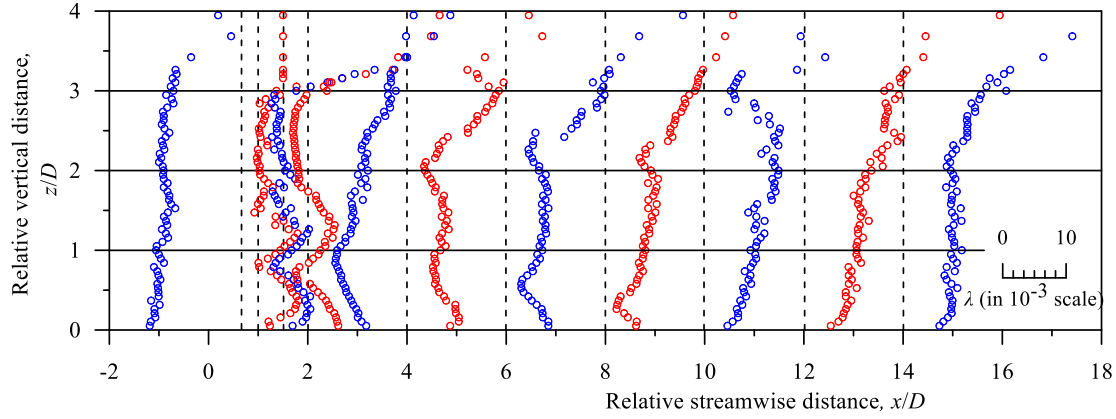 Relative vertical distance,
z/D
4
3
2
1
0
0 10
λ (in 10⁻³ scale)
-2 0 2 4 6 8 10 12 14 16 18
Relative streamwise distance, x/D